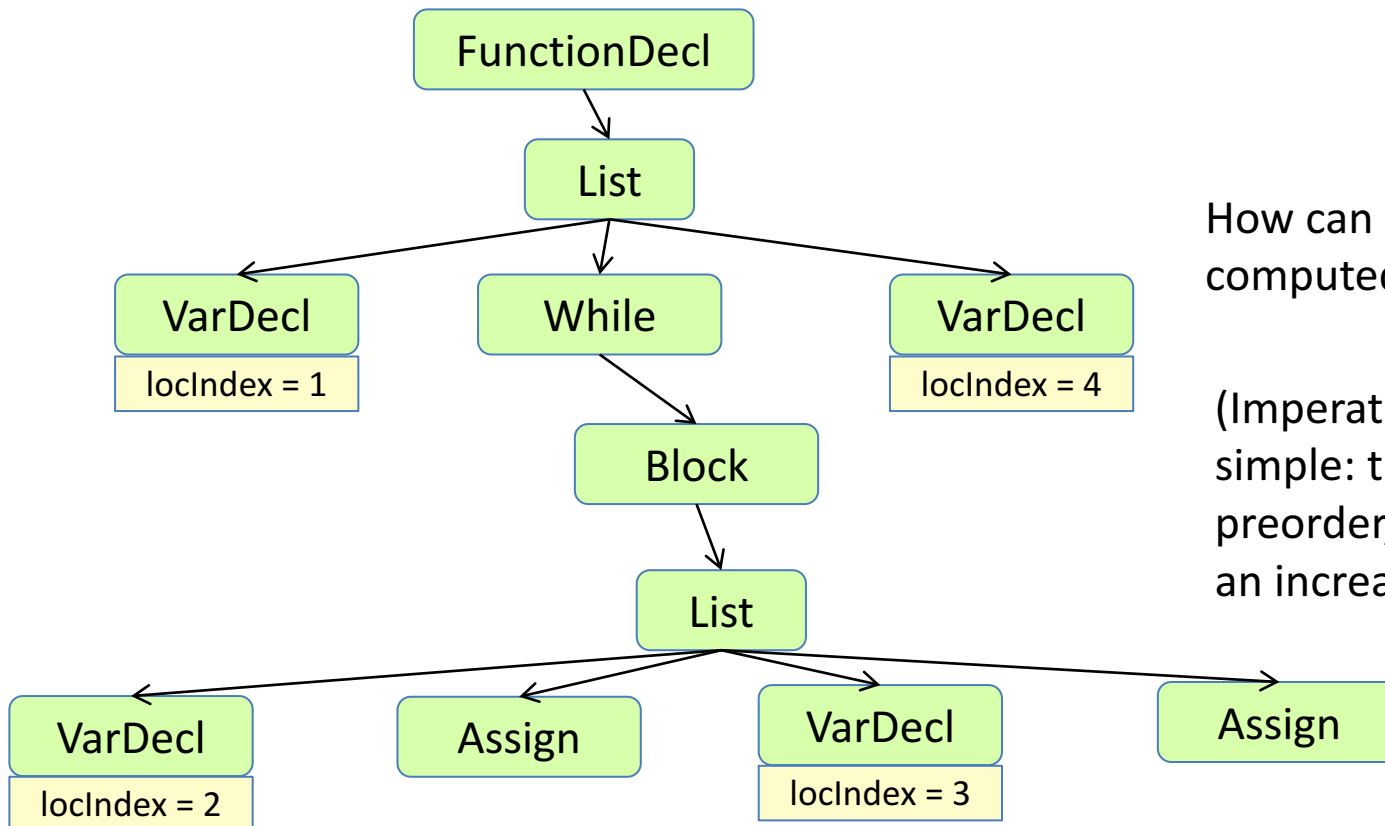 FunctionDecl
List
VarDecl
locIndex = 1
While
VarDecl
locIndex = 4
Block
List
VarDecl
locIndex = 2
Assign
VarDecl
locIndex = 3
Assign
How can
computed
(Imperat
simple: t
preorder,
an increa